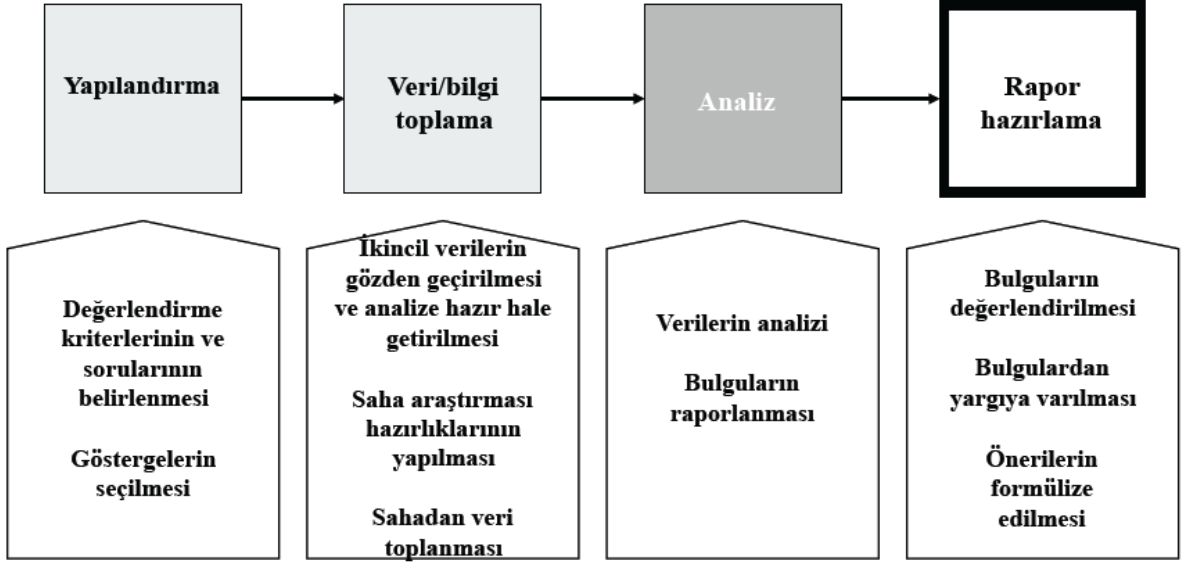 Yapılandırma
Veri/bilgi
toplama
Analiz
Rapor
hazırlama
Değerlendirme
kriterlerinin ve
sorularının
belirlenmesi
Göstergelerin
seçilmesi
İkincil verilerin
gözden geçirilmesi
ve analize hazır hale
getirilmesi
Saha araştırması
hazırlıklarının
yapılması
Sahadan veri
toplanması
Verilerin analizi
Bulguların
raporlanması
Bulguların
değerlendirilmesi
Bulgulardan
yargıya varılması
Önerilerin
formülize
edilmesi